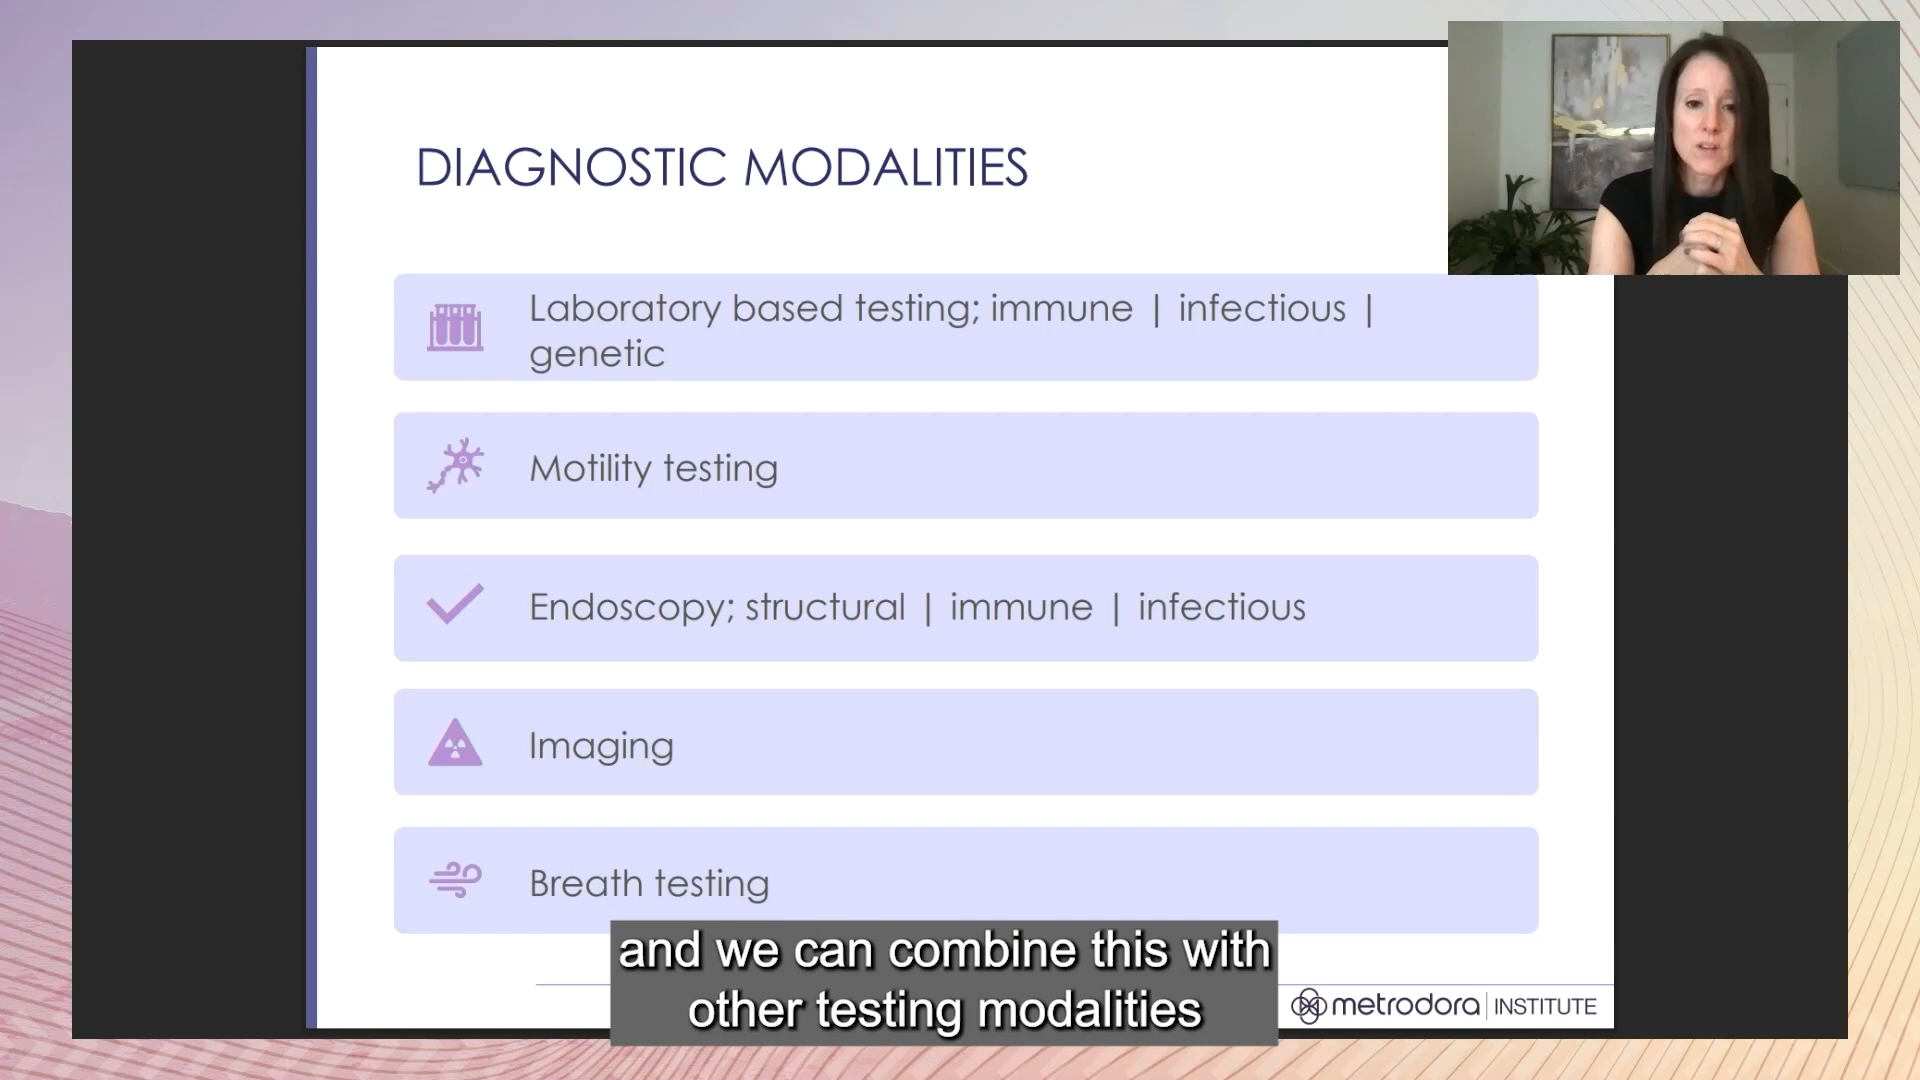 DIAGNOSTIC MODALITIES
Laboratory based testing; immune | infectious |
genetic
Motility testing
Endoscopy; structural | immune | infectious
Imaging
Breath testing
and we can combine this with
other testing modalities
metrodora | INSTITUTE